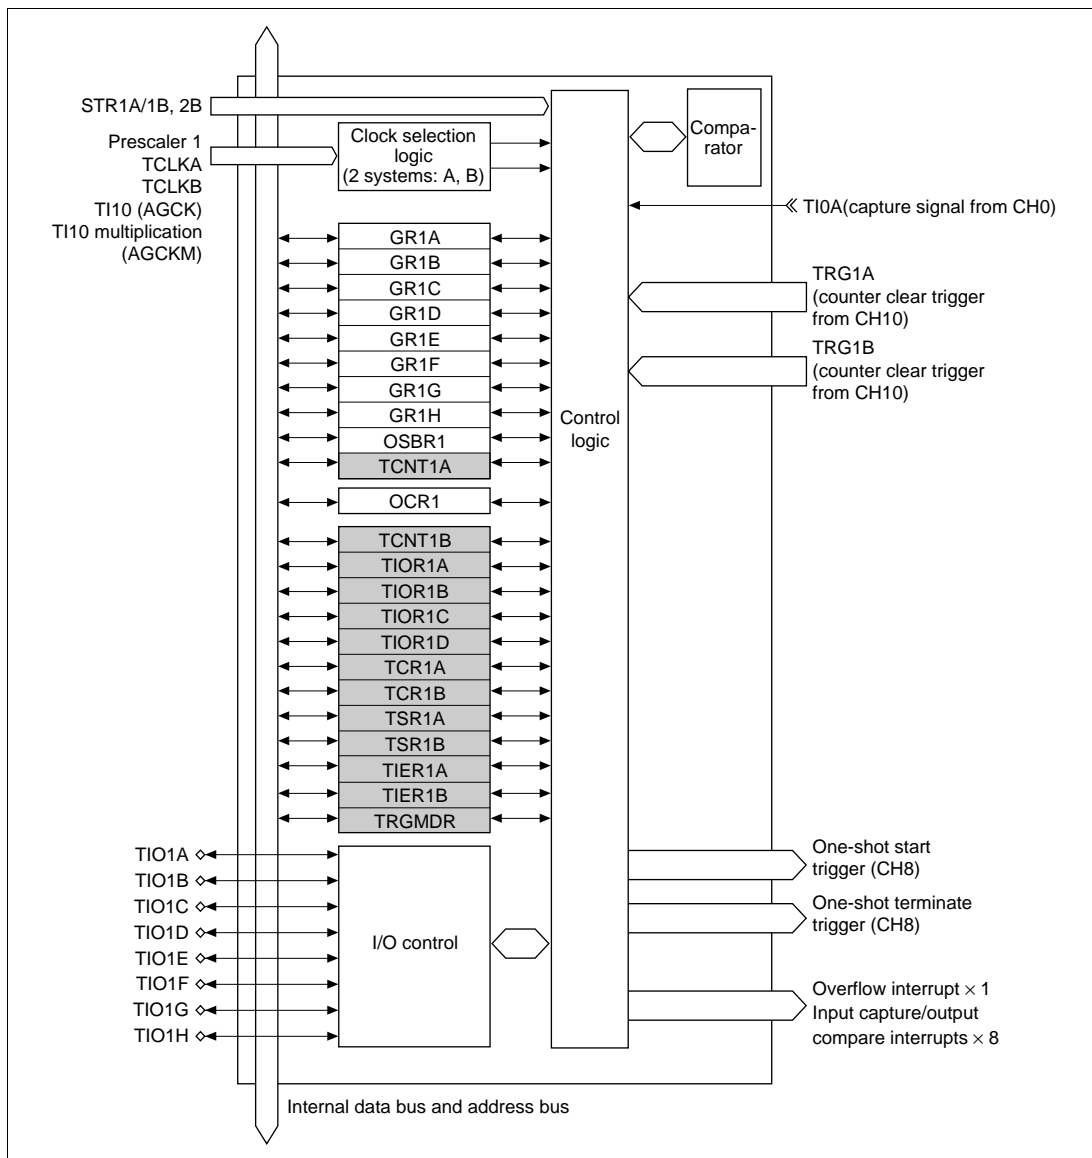 STR1A/1B, 2B
Prescaler 1
TCLKA
TCLKB
TI10 (AGCK)
TI10 multiplication
(AGCKM)
Clock selection
logic
(2 systems: A, B)
Compa-
rator
TI0A(capture signal from CH0)
TRG1A
(counter clear trigger
from CH10)
TRG1B
(counter clear trigger
from CH10)
GR1A
GR1B
GR1C
GR1D
GR1E
GR1F
GR1G
GR1H
OSBR1
TCNT1A
OCR1
Control
logic
TCNT1B
TIOR1A
TIOR1B
TIOR1C
TIOR1D
TCR1A
TCR1B
TSR1A
TSR1B
TIER1A
TIER1B
TRGMDR
TIO1A
TIO1B
TIO1C
TIO1D
TIO1E
TIO1F
TIO1G
TIO1H
I/O control
One-shot start
trigger (CH8)
One-shot terminate
trigger (CH8)
Overflow interrupt × 1
Input capture/output
compare interrupts × 8
Internal data bus and address bus